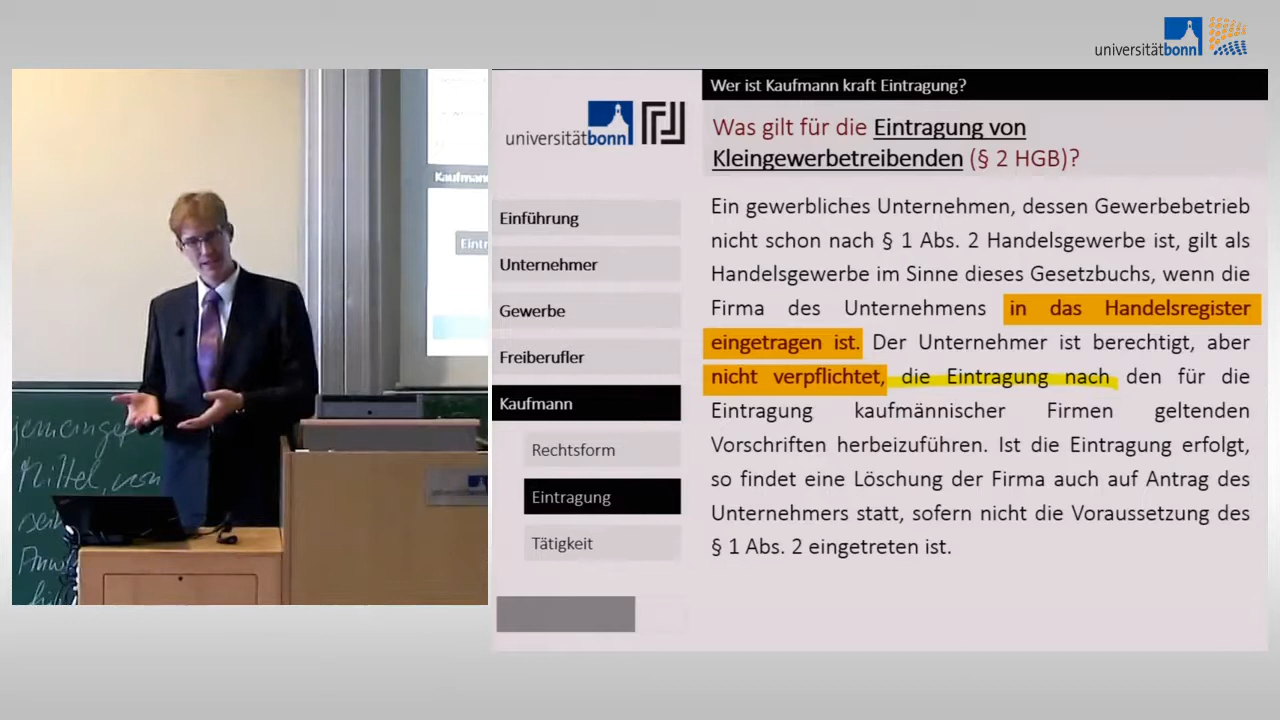 universitätbonn
Kaufmann
Eintr
Mittel, von
universitätbonn
Einführung
Unternehmer
Gewerbe
Freiberufler
Kaufmann
Rechtsform
Eintragung
Tätigkeit
Wer ist Kaufmann kraft Eintragung?
Was gilt für die Eintragung von
Kleingewerbetreibenden (§ 2 HGB)?
Ein gewerbliches Unternehmen, dessen Gewerbebetrieb
nicht schon nach § 1 Abs. 2 Handelsgewerbe ist, gilt als
Handelsgewerbe im Sinne dieses Gesetzbuchs, wenn die
Firma des Unternehmens in das Handelsregister
eingetragen ist. Der Unternehmer ist berechtigt, aber
nicht verpflichtet, die Eintragung nach den für die
Eintragung kaufmännischer Firmen geltenden
Vorschriften herbeizuführen. Ist die Eintragung erfolgt,
so findet eine Löschung der Firma auch auf Antrag des
Unternehmers statt, sofern nicht die Voraussetzung des
§ 1 Abs. 2 eingetreten ist.